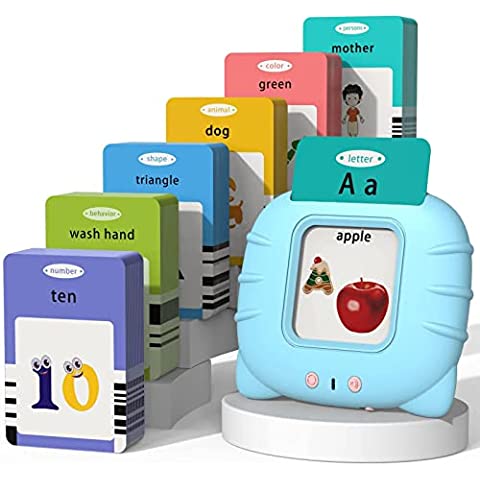 persons
mother
color
green
animal
dog
shape
triangle
behavior
wash hand
number
ten
10
letter
A a
apple
A